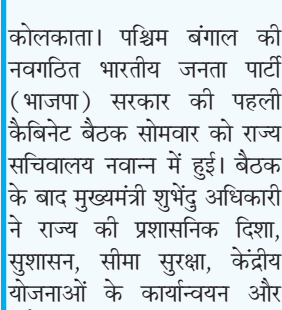 कोलकाता। पश्चिम बंगाल की
नवगठित भारतीय जनता पार्टी
(भाजपा) सरकार की पहली
कैबिनेट बैठक सोमवार को राज्य
सचिवालय नवान्न में हुई। बैठक
के बाद मुख्यमंत्री शुभेंदु अधिकारी
ने राज्य की प्रशासनिक दिशा,
सुशासन, सीमा सुरक्षा, केंद्रीय
योजनाओं के कार्यान्वयन और